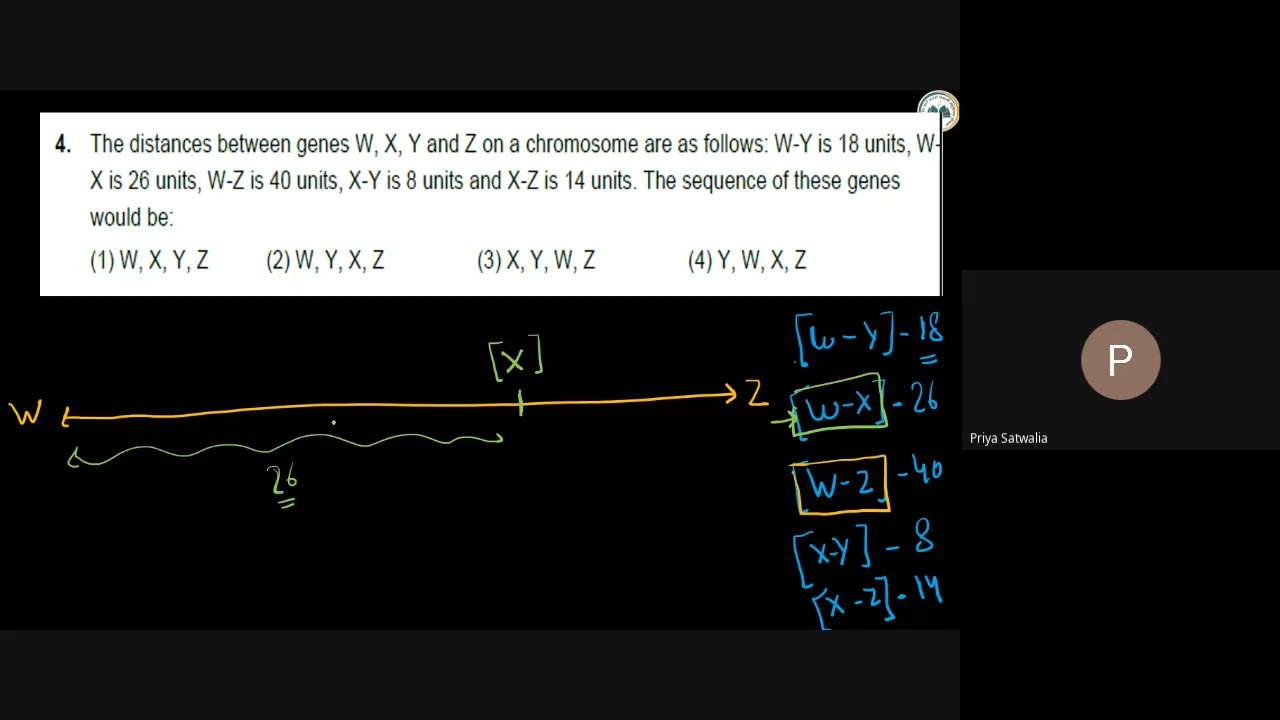 4. The distances between genes W, X, Y and Z on a chromosome are as follows: W-Y is 18 units, W-
X is 26 units, W-Z is 40 units, X-Y is 8 units and X-Z is 14 units. The sequence of these genes
would be:
(1) W, X, Y, Z (2) W, Y, X, Z (3) X, Y, W, Z (4) Y, W, X, Z
[W-Y] - 18
[X]
W Z
[W-X] - 26
26
[W-Z] - 40
[X-Y] - 8
[X-Z] - 14
P
Priya Satwalia